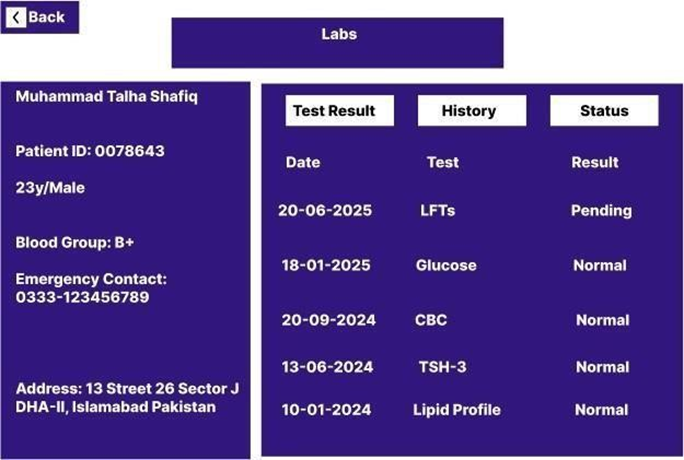 Back
Labs
Muhammad Talha Shafiq
Patient ID: 0078643
23y/Male
Blood Group: B+
Emergency Contact:
0333-123456789
Address: 13 Street 26 Sector J
DHA-II, Islamabad Pakistan
Test Result History Status
Date Test Result
20-06-2025 LFTs Pending
18-01-2025 Glucose Normal
20-09-2024 CBC Normal
13-06-2024 TSH-3 Normal
10-01-2024 Lipid Profile Normal